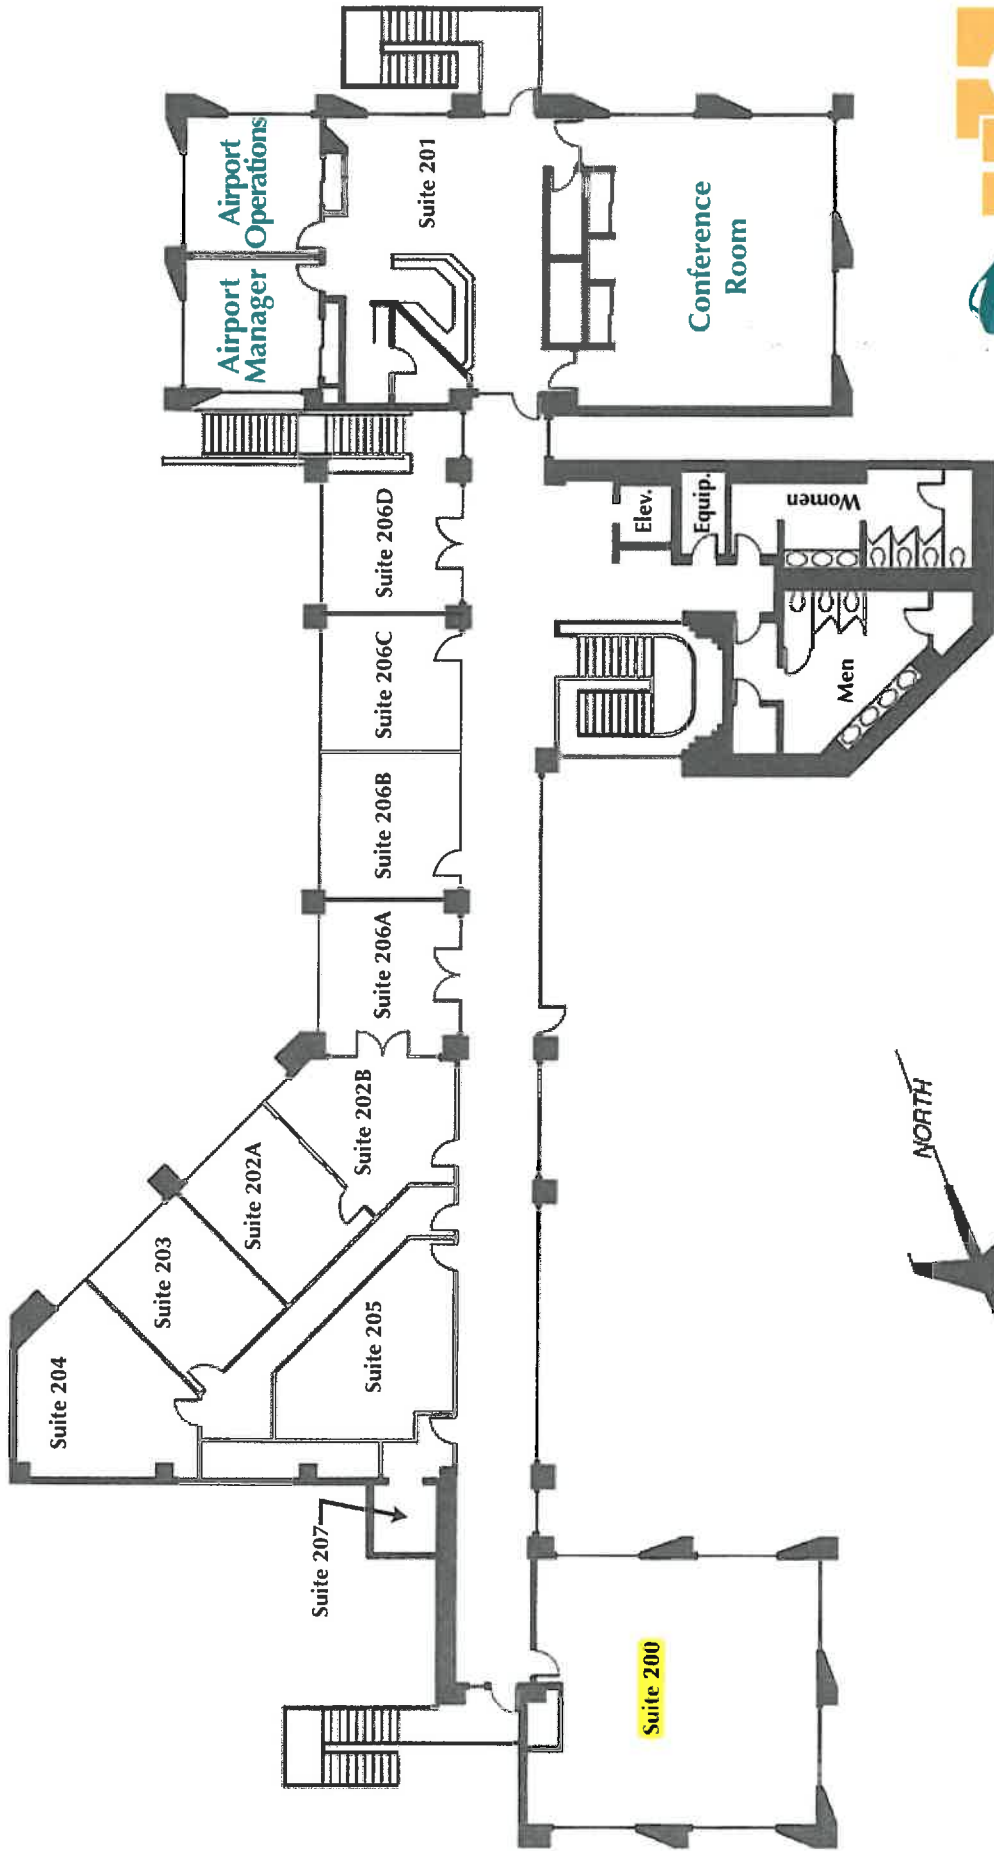 Airport
Manager
Airport
Operations
Suite 201
Conference
Room
Suite 206D
Suite 206C
Suite 206B
Suite 206A
Elev.
Equip.
Women
Men
Suite 202B
Suite 202A
Suite 203
Suite 204
Suite 205
Suite 207
Suite 200
NORTH